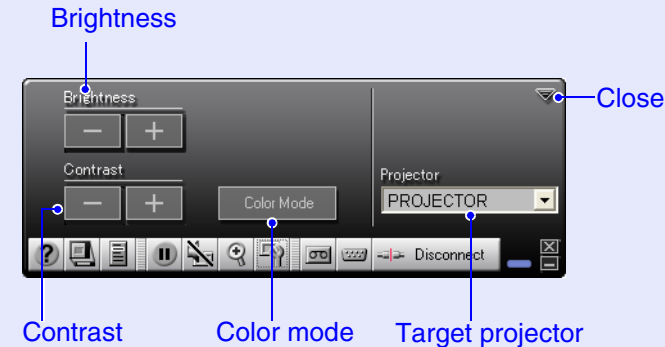 Brightness
Brightness
Close
Contrast
Projector
Color Mode
PROJECTOR
? Disconnect
Contrast
Color mode
Target projector